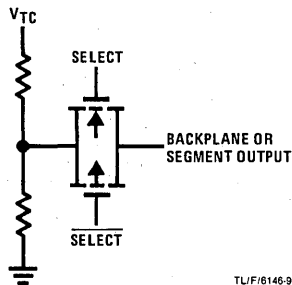 VTC
SELECT
BACKPLANE OR
SEGMENT OUTPUT
SELECT
TL/F/6146-9